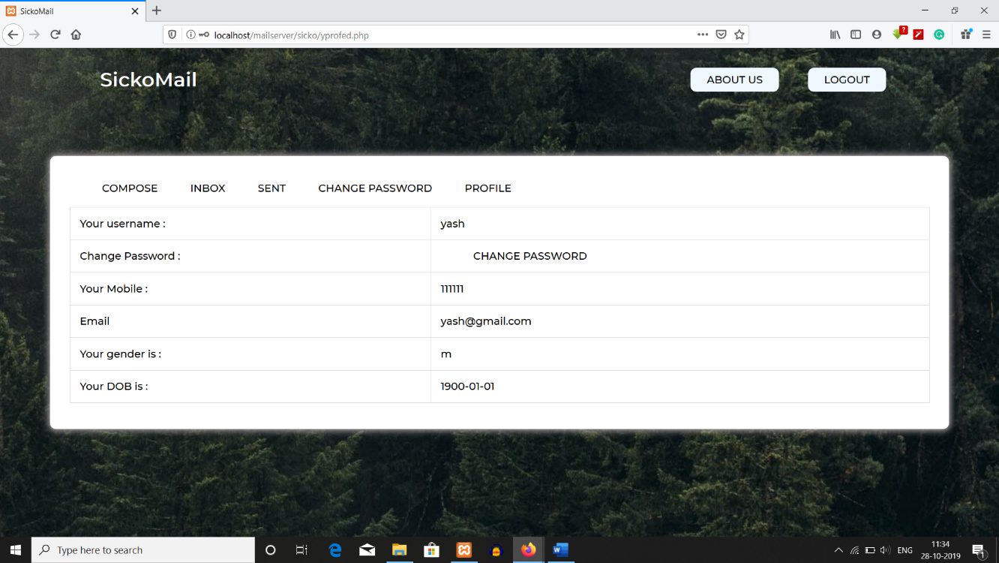 SickoMail
localhost/mailserver/sicko/yprofed.php
?
SickoMail
ABOUT US
LOGOUT
COMPOSE INBOX SENT CHANGE PASSWORD PROFILE
Your username : yash
Change Password : CHANGE PASSWORD
Your Mobile : 111111
Email yash@gmail.com
Your gender is : m
Your DOB is : 1900-01-01
Type here to search
ENG
11:34
28-10-2019
1